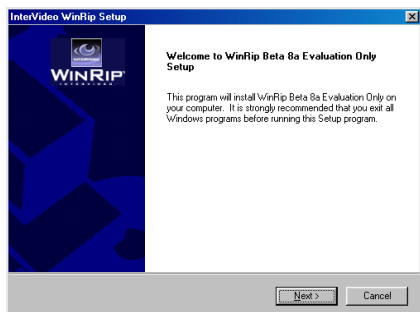 InterVideo WinRip Setup
INTERVIDEO
WINRIP
Welcome to WinRip Beta 8a Evaluation Only
Setup
This program will install WinRip Beta 8a Evaluation Only on
your computer. It is strongly recommended that you exit all
Windows programs before running this Setup program.
Next >
Cancel